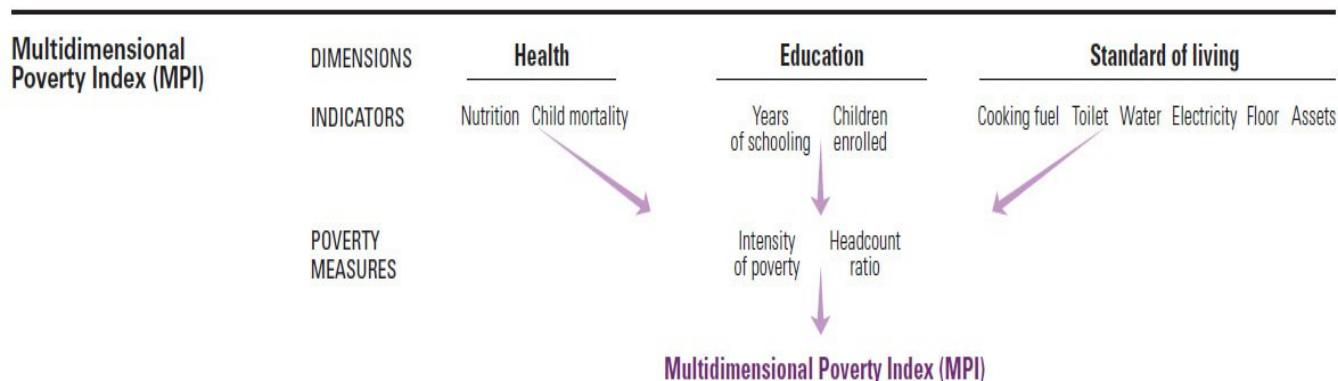 Multidimensional
Poverty Index (MPI)
DIMENSIONS Health Education Standard of living
INDICATORS Nutrition Child mortality Years of schooling Children enrolled Cooking fuel Toilet Water Electricity Floor Assets
POVERTY MEASURES Intensity of poverty Headcount ratio
Multidimensional Poverty Index (MPI)